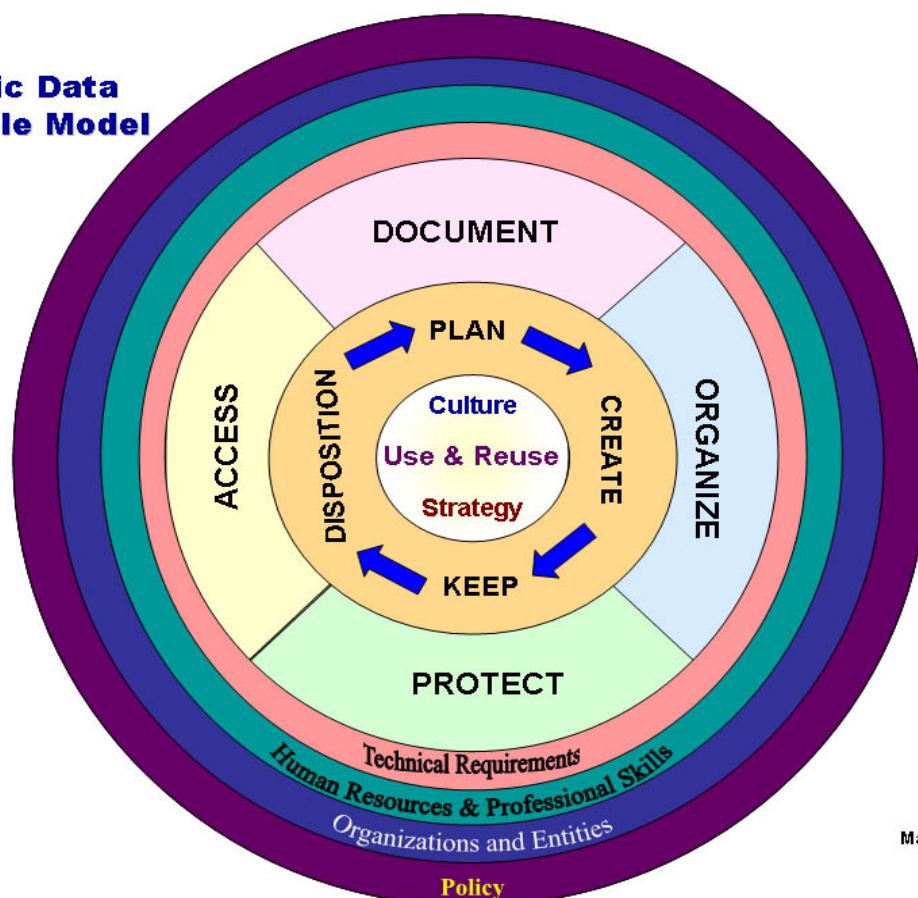 ic Data
le Model
DOCUMENT
PLAN
ACCESS
DISPOSITION
Culture
Use & Reuse
Strategy
CREATE
ORGANIZE
KEEP
PROTECT
Technical Requirements
Human Resources & Professional Skills
Organizations and Entities
Policy
Ma